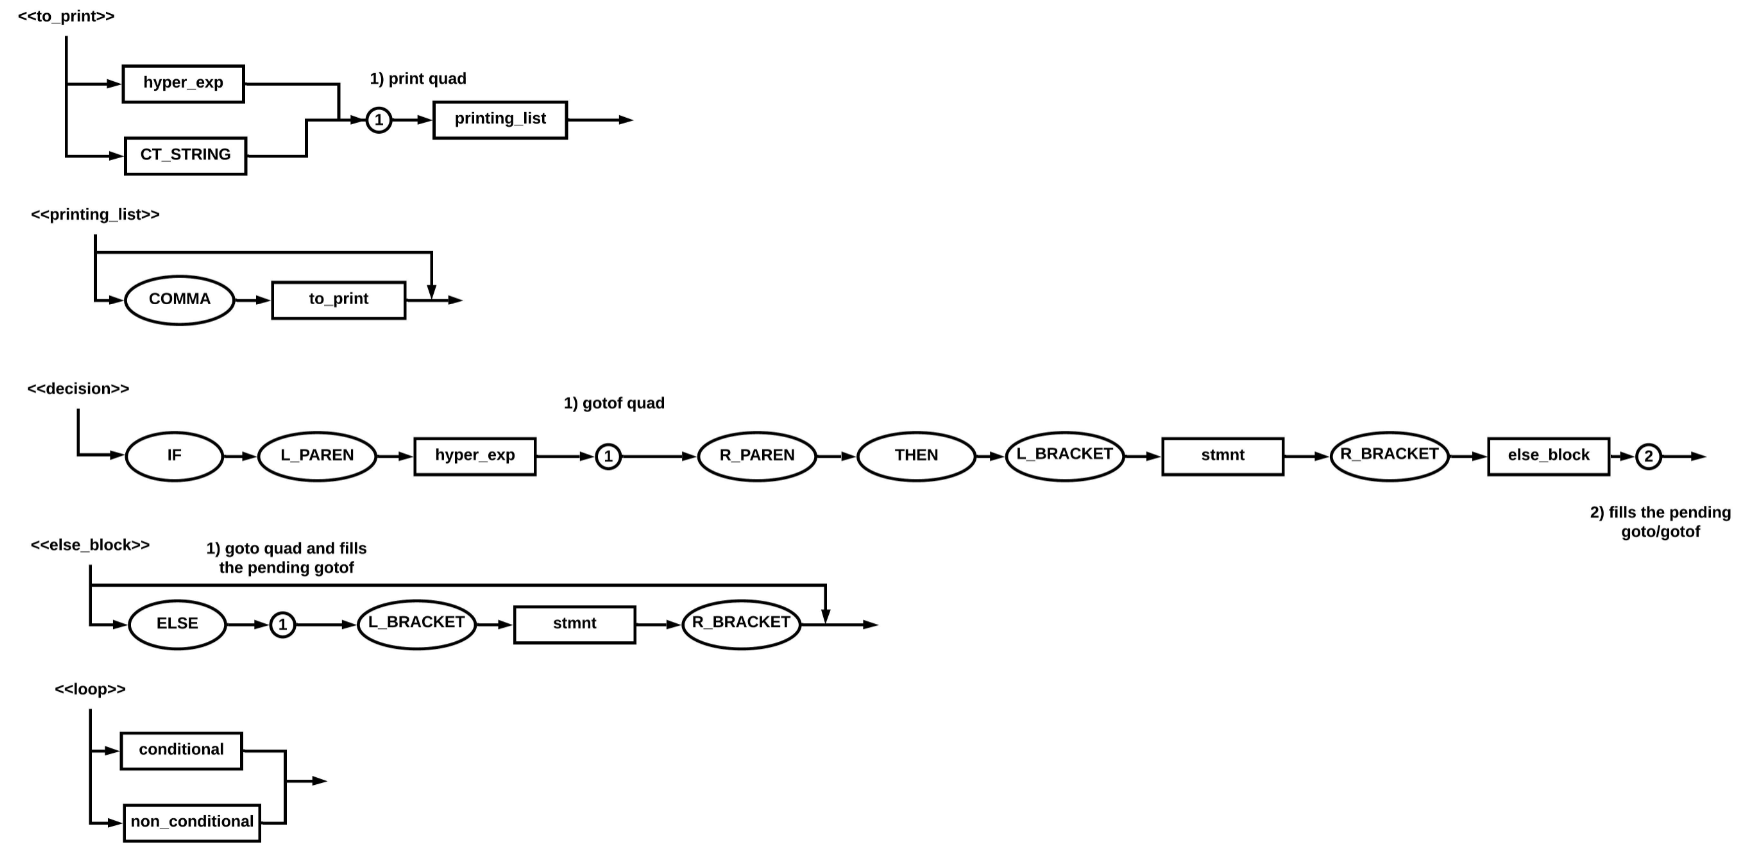 <<to_print>>
1) print quad
hyper_exp
1
printing_list
CT_STRING
<<printing_list>>
COMMA
to_print
<<decision>>
1) gotof quad
IF
L_PAREN
hyper_exp
1
R_PAREN
THEN
L_BRACKET
stmnt
R_BRACKET
else_block
2
2) fills the pending
goto/gotof
<<else_block>>
1) goto quad and fills
the pending gotof
ELSE
1
L_BRACKET
stmnt
R_BRACKET
<<loop>>
conditional
non_conditional